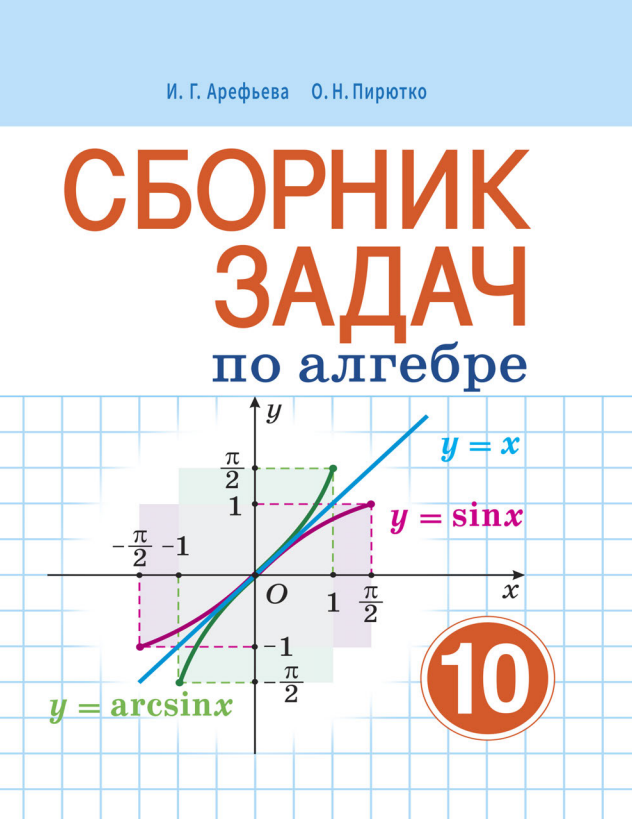 И. Г. Арефьева О. Н. Пирютко
СБОРНИК
ЗАДАЧ
по алгебре
y
y = x
π/2
1
y = sinx
-π/2 -1
O 1 π/2 x
-1
-π/2
y = arcsinx
10